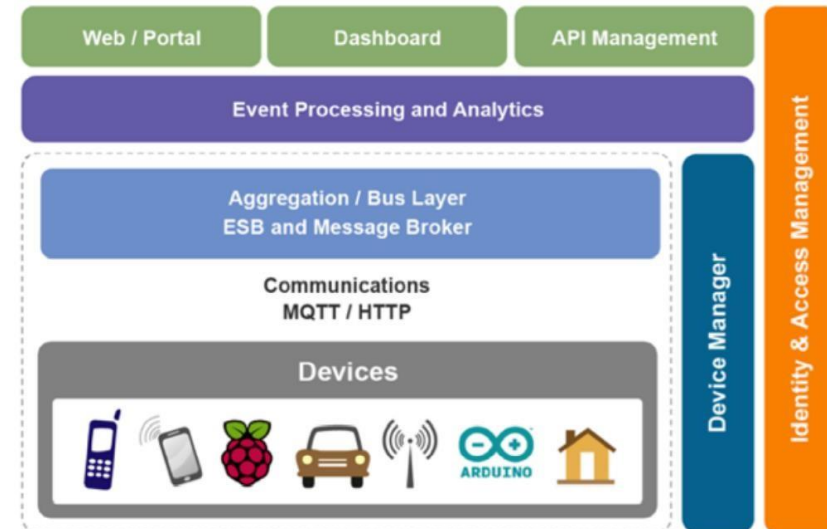 Web / Portal
Dashboard
API Management
Event Processing and Analytics
Aggregation / Bus Layer
ESB and Message Broker
Communications
MQTT / HTTP
Devices
ARDUINO
Device Manager
Identity & Access Management